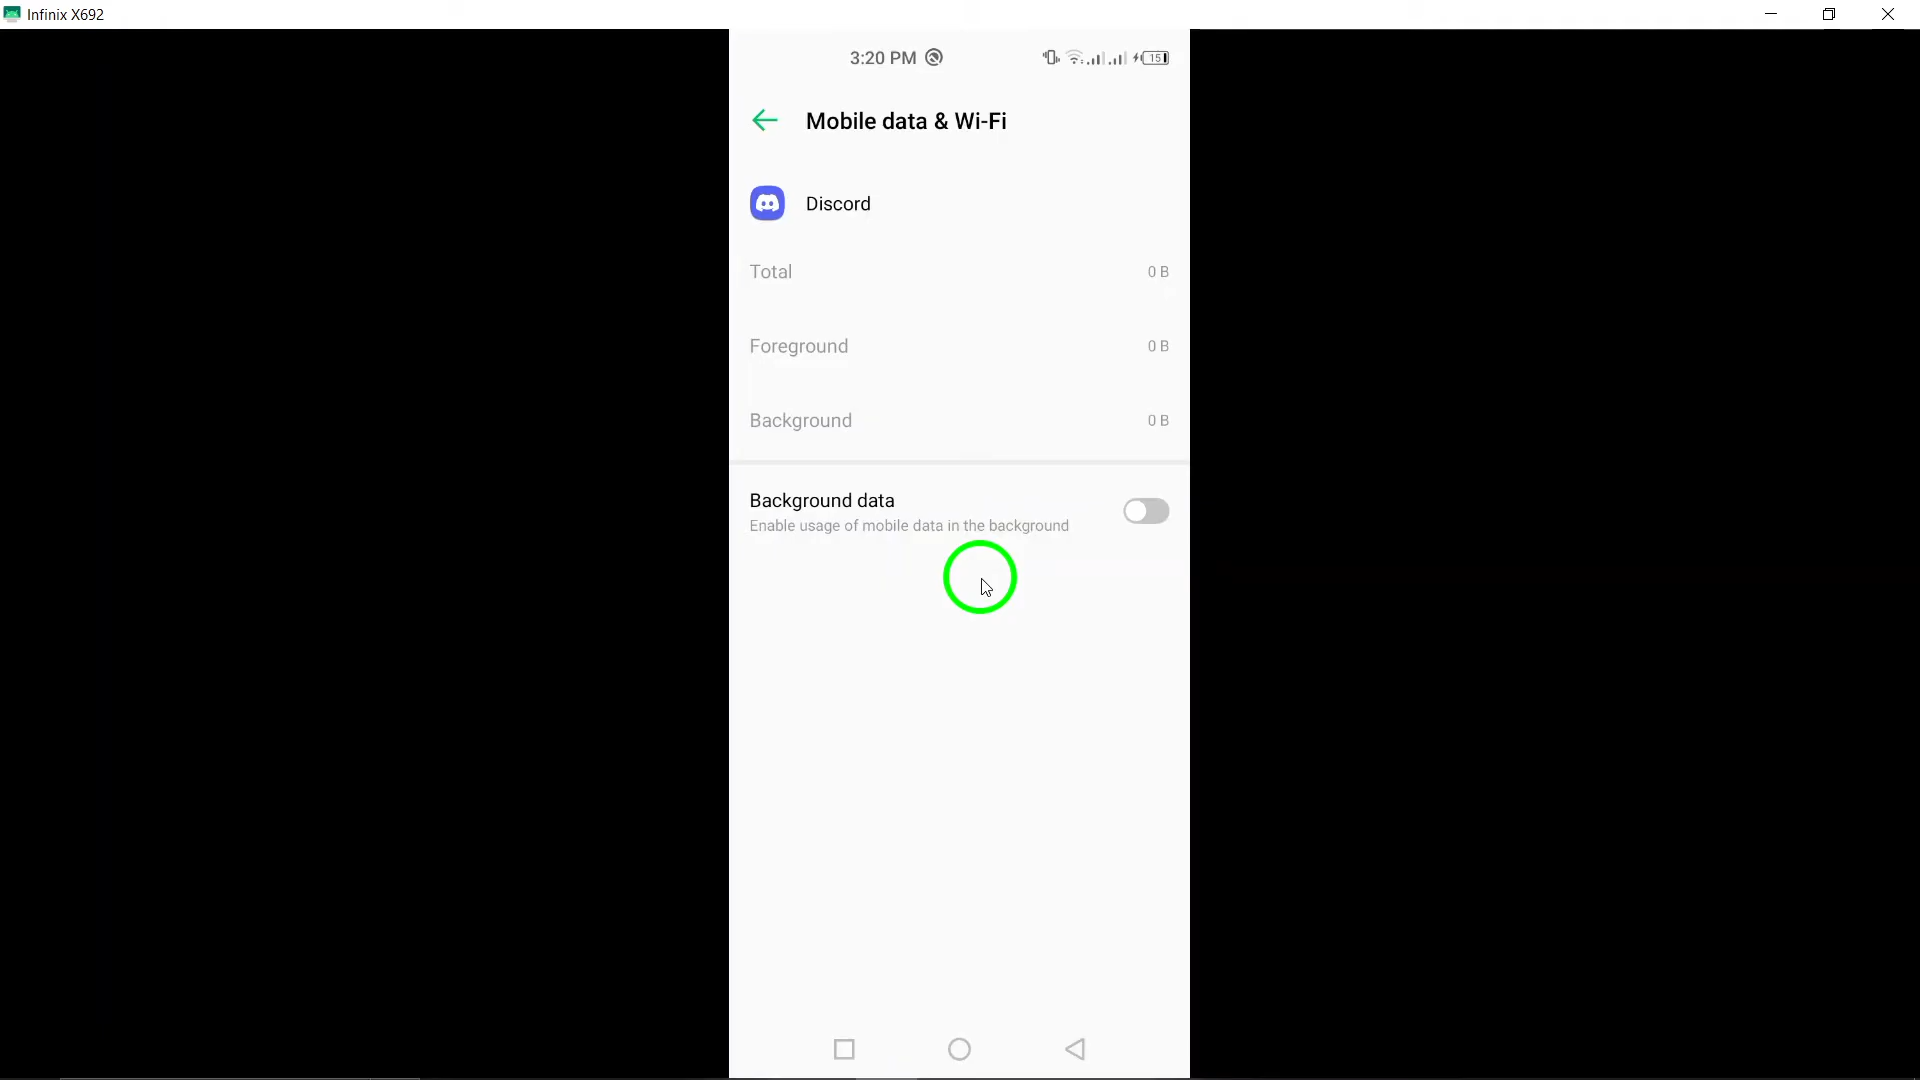 Infinix X692
3:20 PM
15
Mobile data & Wi-Fi
Discord
Total 0 B
Foreground 0 B
Background 0 B
Background data
Enable usage of mobile data in the background